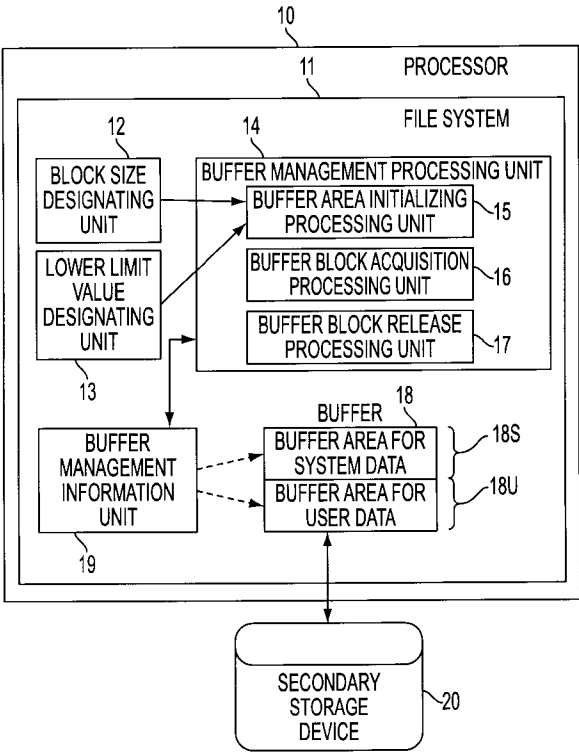 10
PROCESSOR
11
FILE SYSTEM
12
BLOCK SIZE
DESIGNATING
UNIT
LOWER LIMIT
VALUE
DESIGNATING
UNIT
13
14
BUFFER MANAGEMENT PROCESSING UNIT
BUFFER AREA INITIALIZING
PROCESSING UNIT
15
BUFFER BLOCK ACQUISITION
PROCESSING UNIT
16
BUFFER BLOCK RELEASE
PROCESSING UNIT
17
BUFFER
MANAGEMENT
INFORMATION
UNIT
19
BUFFER
18
BUFFER AREA FOR
SYSTEM DATA
18S
BUFFER AREA FOR
USER DATA
18U
SECONDARY
STORAGE
DEVICE
20